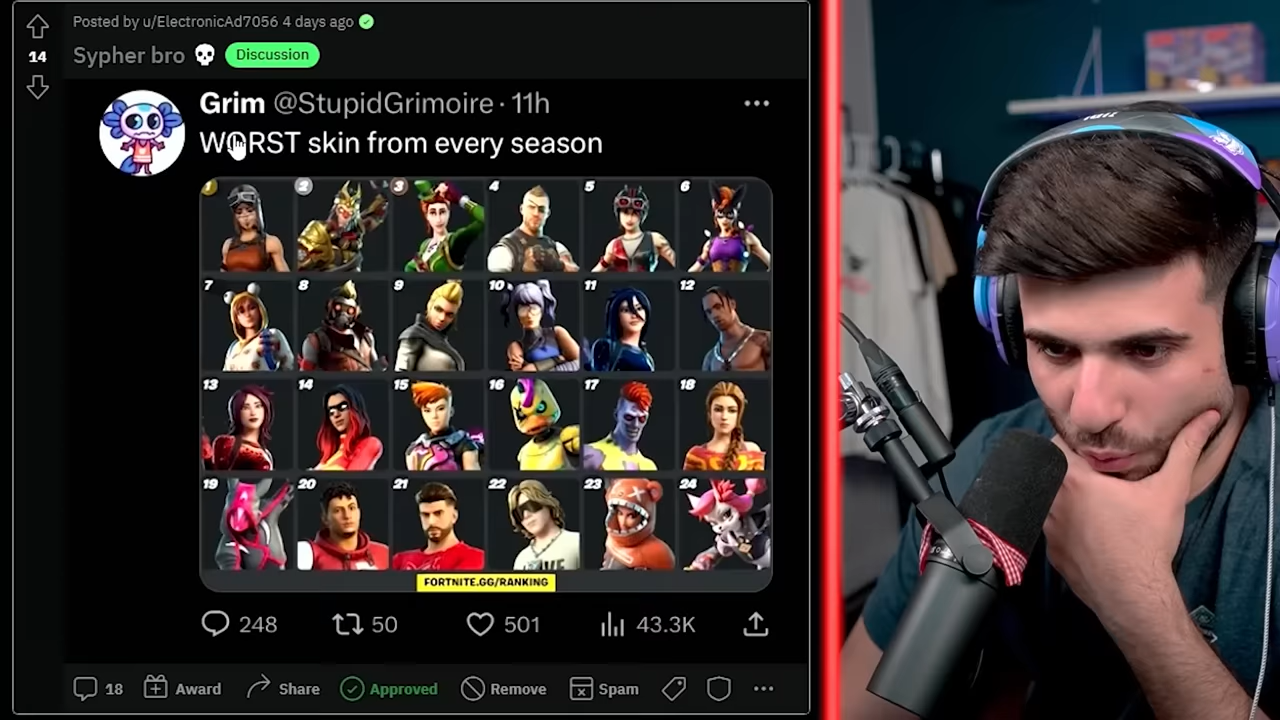 Posted by u/ElectronicAd7056 4 days ago
14
Sypher bro 💀 Discussion
Grim @StupidGrimoire · 11h
WORST skin from every season
1 2 3 4 5 6
7 8 9 10 11 12
13 14 15 16 17 18
19 20 21 22 23 24
FORTNITE.GG/RANKING
248 50 501 43.3K
18 Award Share Approved Remove Spam